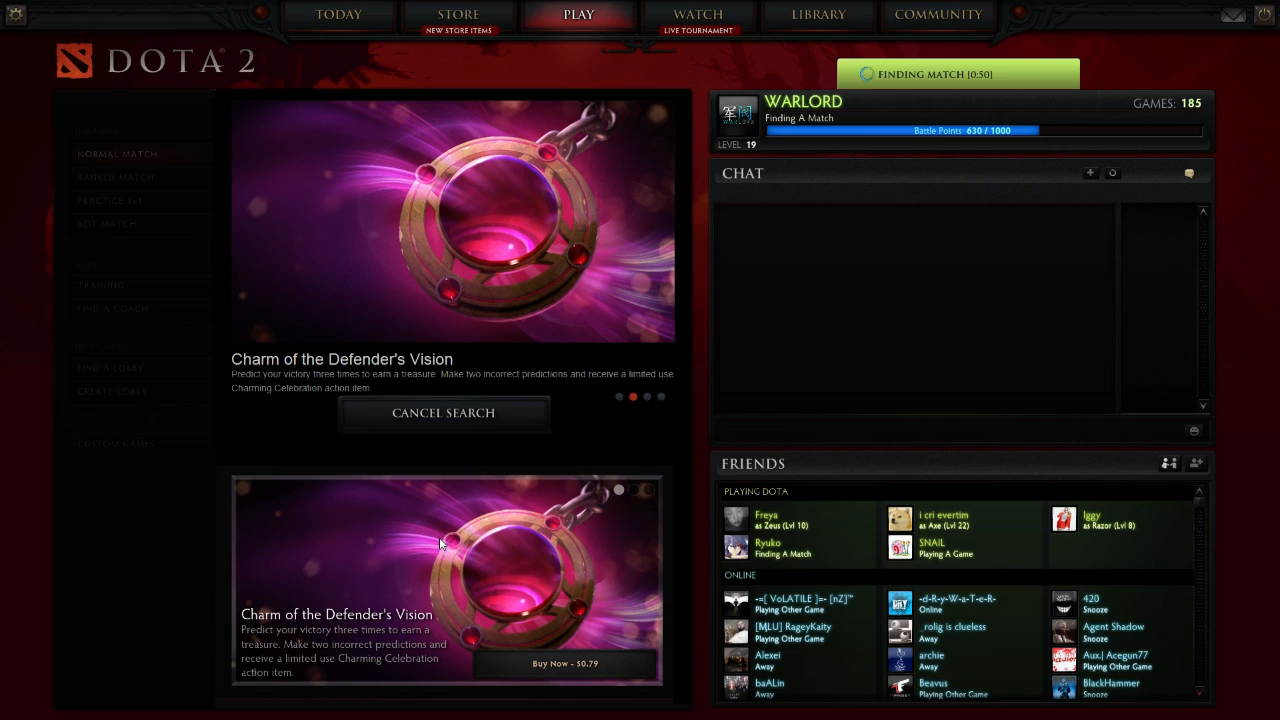 TODAY
STORE
NEW STORE ITEMS
PLAY
WATCH
LIVE TOURNAMENT
LIBRARY
COMMUNITY
DOTA 2
FINDING MATCH [0:50]
NORMAL MATCH
RANKED MATCH
PRACTICE 1v1
BOT MATCH
TRAINING
FIND A COACH
FIND A LOBBY
CREATE LOBBY
CUSTOM GAMES
Charm of the Defender's Vision
Predict your victory three times to earn a treasure. Make two incorrect predictions and receive a limited use
Charming Celebration action item
CANCEL SEARCH
Charm of the Defender's Vision
Predict your victory three times to earn a
treasure. Make two incorrect predictions and
receive a limited use Charming Celebration
action item.
Buy Now - $0.79
军阀
WARLORD
WARLORD
Finding A Match
GAMES: 185
Battle Points 630 / 1000
LEVEL 19
CHAT
FRIENDS
PLAYING DOTA
Freya
as Zeus (Lvl 10)
i cri evertim
as Axe (Lvl 22)
Iggy
as Razor (Lvl 8)
Ryuko
Finding A Match
SNAIL
Playing A Game
ONLINE
-=[ VoLATILE ]=- [nZ]™
Playing Other Game
-d-R-y-W-a-T-e-R-
Online
420
Snooze
[MLU] RageyKaity
Playing Other Game
_rolig is clueless
Away
Agent Shadow
Snooze
Alexei
Away
archie
Away
Aux.| Acegun77
Playing Other Game
baALin
Away
Beavus
Playing Other Game
BlackHammer
Snooze